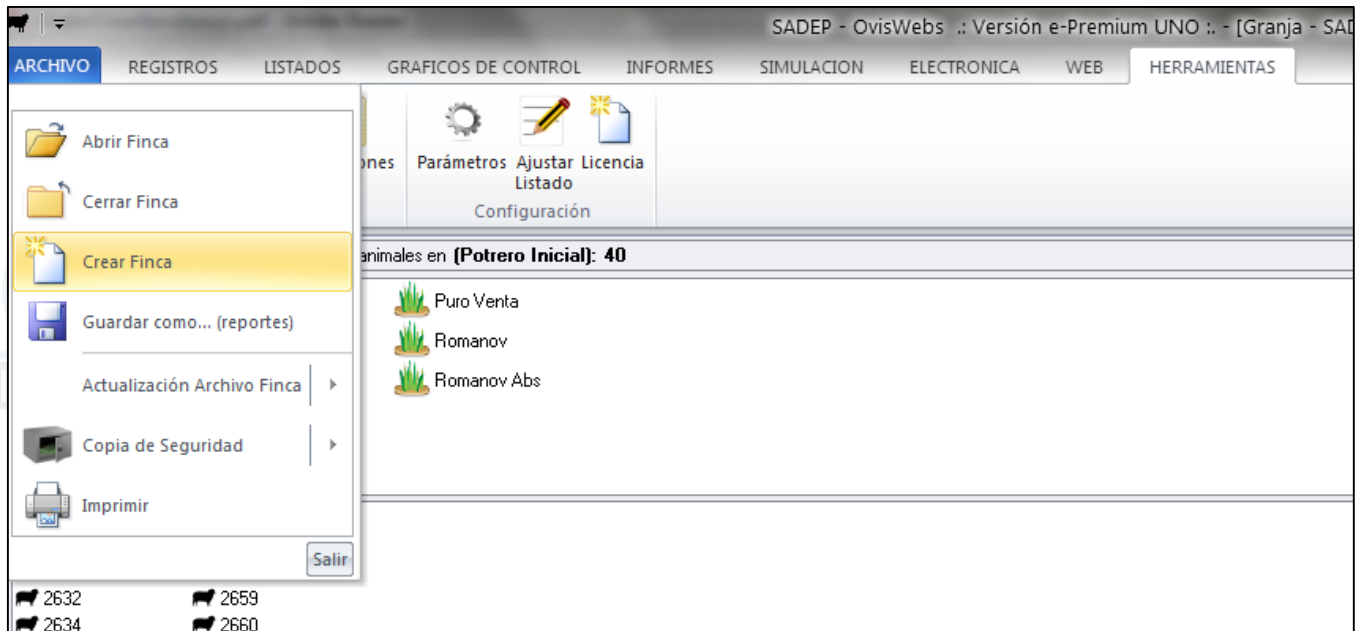 SADEP - OvisWebs .: Versión e-Premium UNO :. - [Granja - SAD
ARCHIVO REGISTROS LISTADOS GRAFICOS DE CONTROL INFORMES SIMULACION ELECTRONICA WEB HERRAMIENTAS
Abrir Finca
Cerrar Finca
Crear Finca
Guardar como... (reportes)
Actualización Archivo Finca
Copia de Seguridad
Imprimir
Salir
ones Parámetros Ajustar Listado Licencia
Configuración
animales en (Potrero Inicial): 40
Puro Venta
Romanov
Romanov Abs
2632 2659
2634 2660